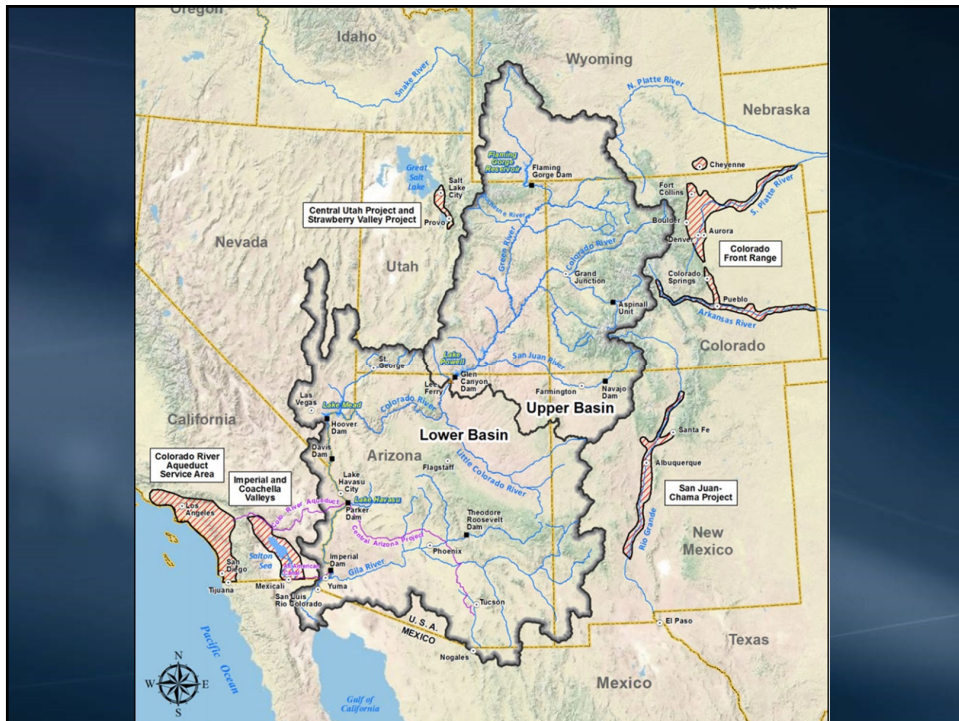 Oregon
Idaho
Wyoming
Snake River
N. Platte River
Nebraska
Flaming
Gorge
Reservoir
Flaming
Gorge Dam
Cheyenne
Great
Salt
Lake
Salt
Lake
City
Fort
Collins
S. Platte River
Central Utah Project and
Strawberry Valley Project
Provo
Boulder
Denver
Aurora
Colorado
Front Range
Nevada
Utah
Green River
Colorado River
Grand
Junction
Colorado
Springs
Aspinall
Unit
Pueblo
Arkansas River
Colorado
St.
George
Lake
Powell
San Juan River
Glen
Canyon
Dam
Lee
Ferry
Farmington
Navajo
Dam
Las
Vegas
Lake Mead
Colorado River
Upper Basin
California
Hoover
Dam
Lower Basin
Santa Fe
Davis
Dam
Arizona
Albuquerque
Colorado River
Aqueduct
Service Area
Imperial and
Coachella
Valleys
Lake
Havasu
City
Flagstaff
Little Colorado River
San Juan-
Chama Project
Los
Angeles
Colo. River Aqueduct
Lake Havasu
Parker
Dam
Central Arizona Project
Theodore
Roosevelt
Dam
Rio Grande
New
Mexico
Salton
Sea
Phoenix
San
Diego
Imperial
Dam
Gila River
Tijuana
Mexicali
Yuma
San Luis
Rio Colorado
Tucson
U. S. A.
MEXICO
El Paso
Texas
Nogales
Pacific Ocean
N
W
E
S
Gulf of
California
Mexico